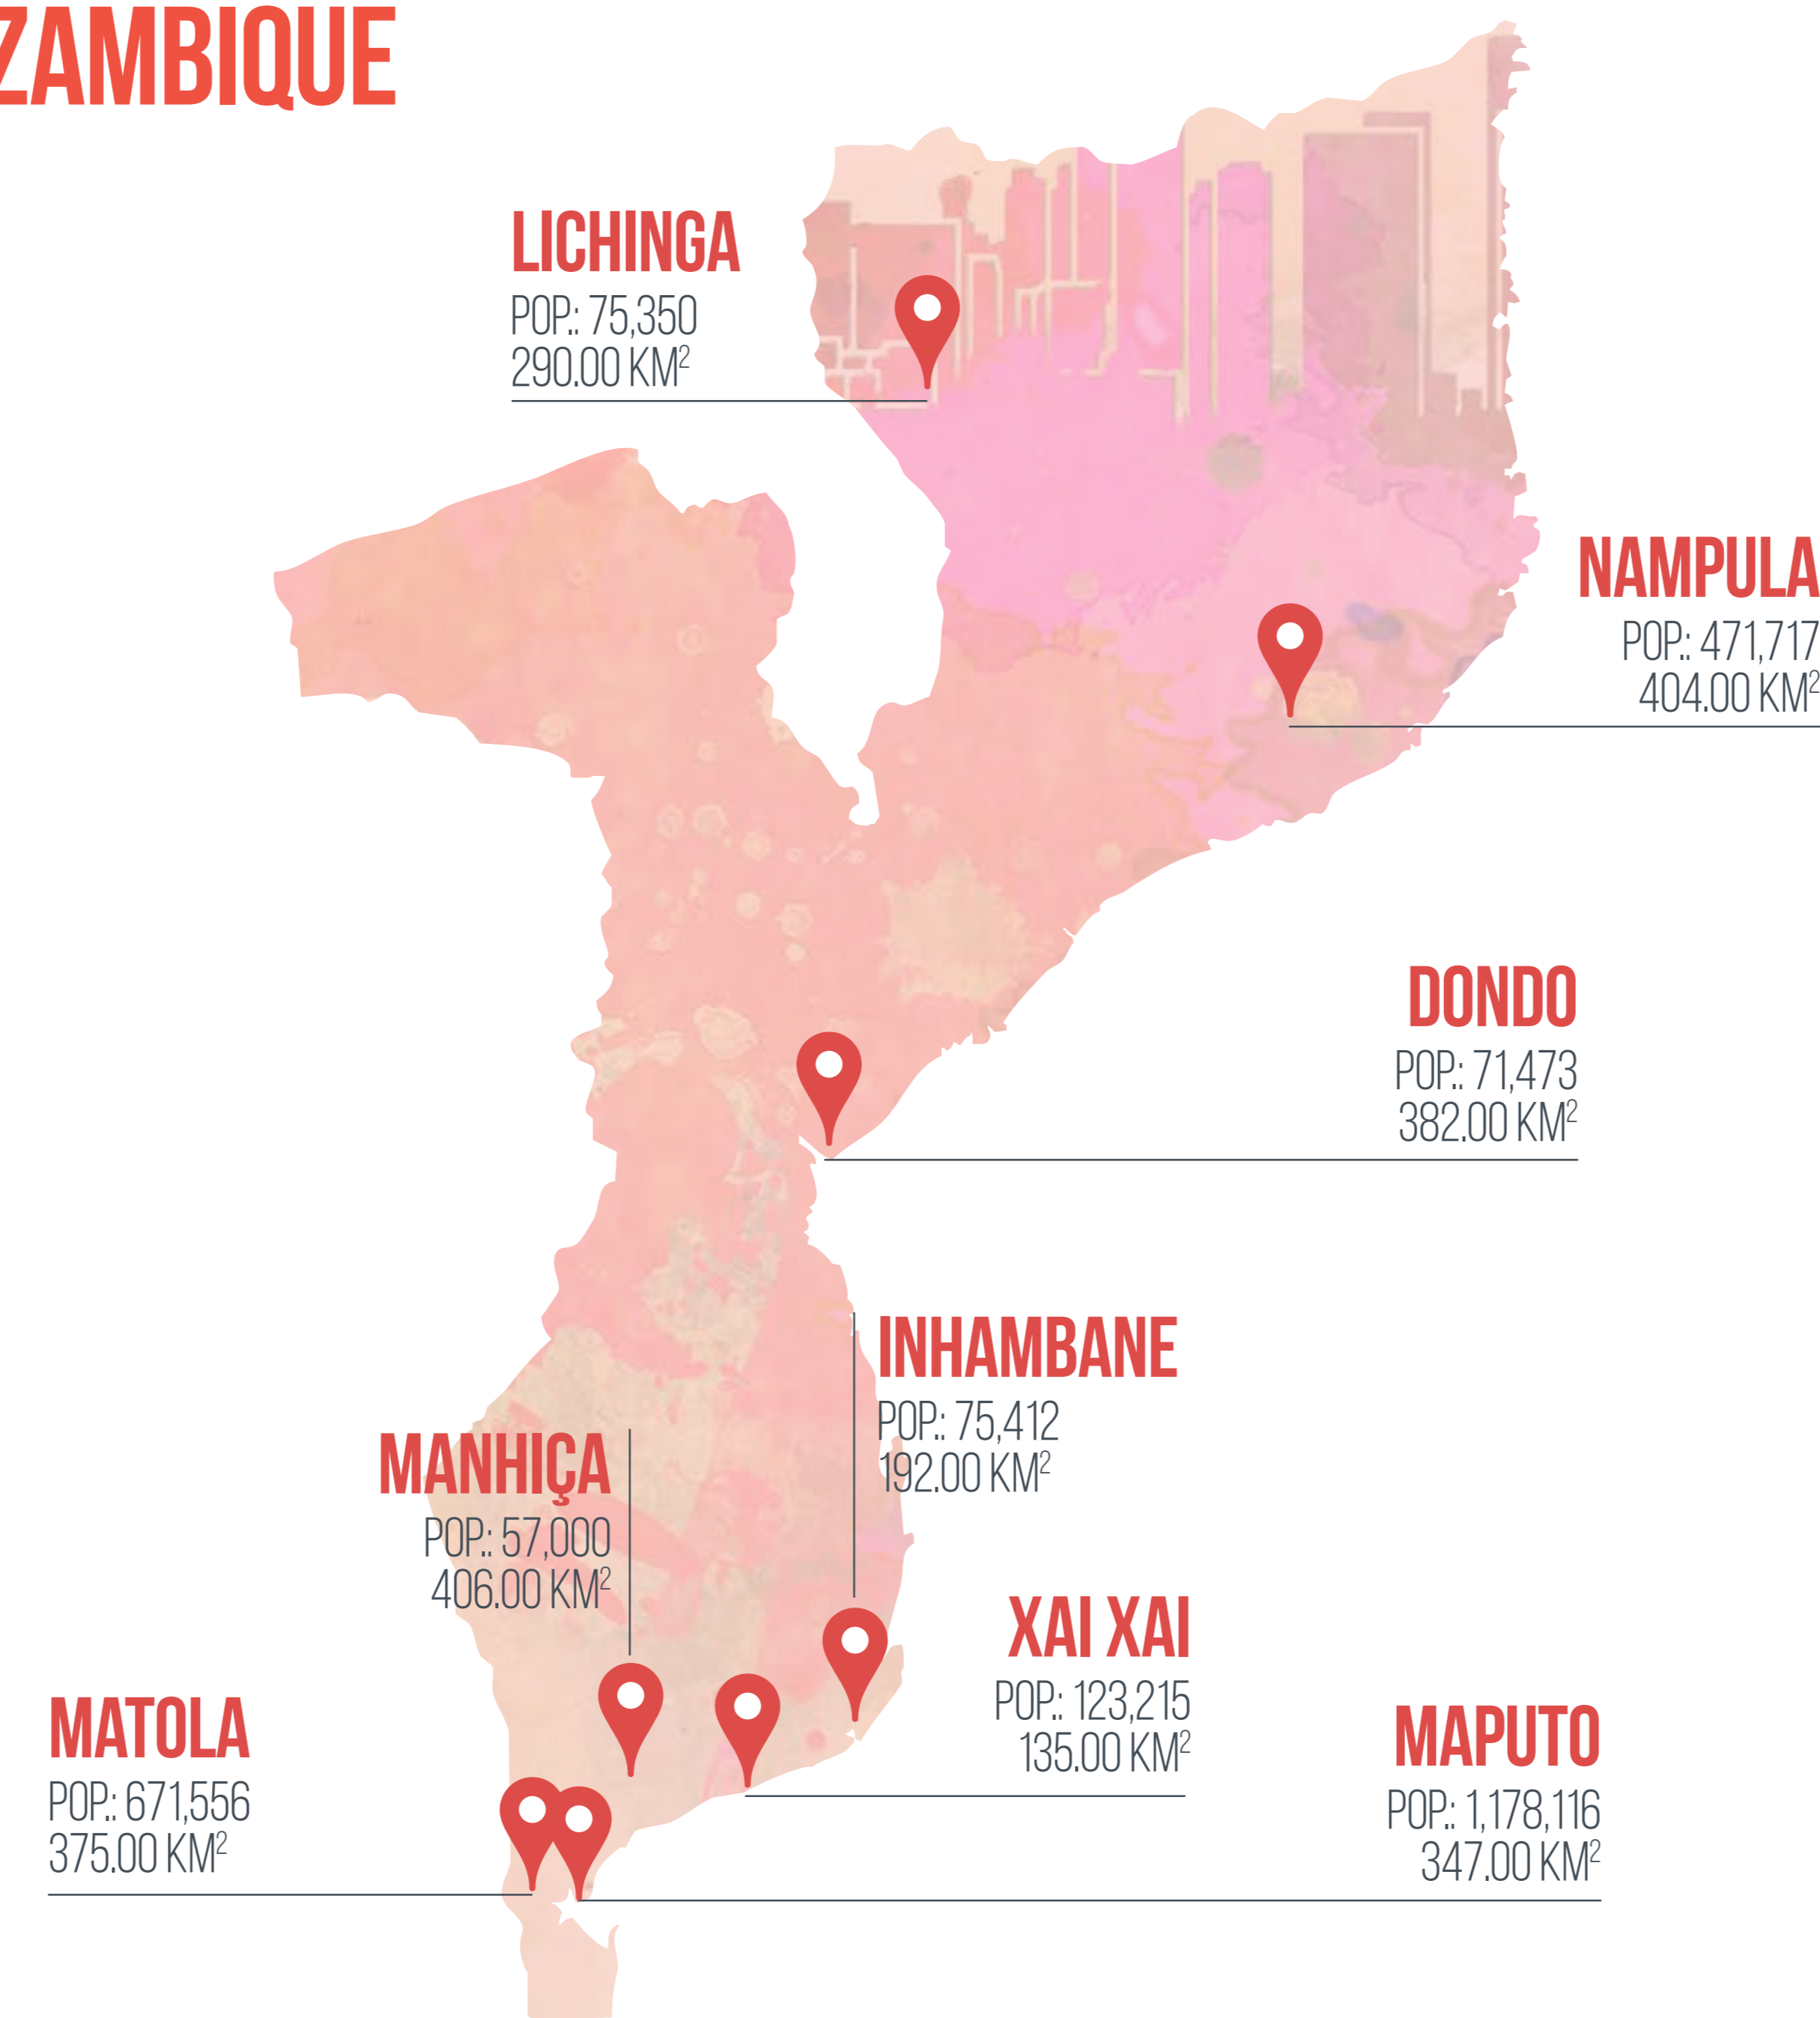 ZAMBIQUE
LICHINGA
POP.: 75,350
290.00 KM²
NAMPULA
POP.: 471,717
404.00 KM²
DONDO
POP.: 71,473
382.00 KM²
INHAMBANE
POP.: 75,412
192.00 KM²
MANHIÇA
POP.: 57,000
406.00 KM²
XAI XAI
POP.: 123,215
135.00 KM²
MATOLA
POP.: 671,556
375.00 KM²
MAPUTO
POP.: 1,178,116
347.00 KM²